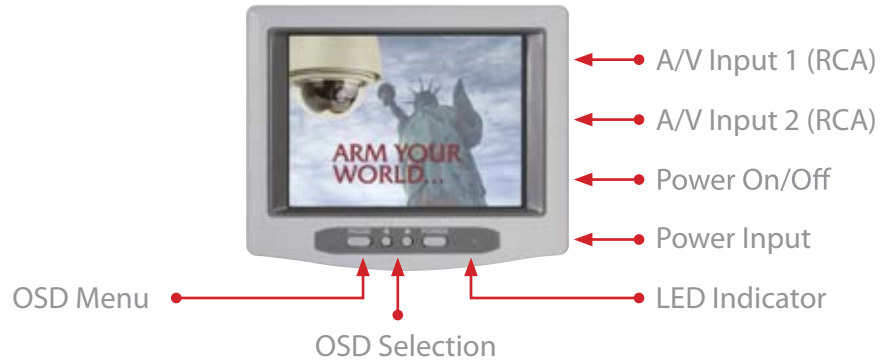 A/V Input 1 (RCA)
A/V Input 2 (RCA)
ARM YOUR
WORLD...
Power On/Off
Power Input
POWER
OSD Menu
LED Indicator
OSD Selection